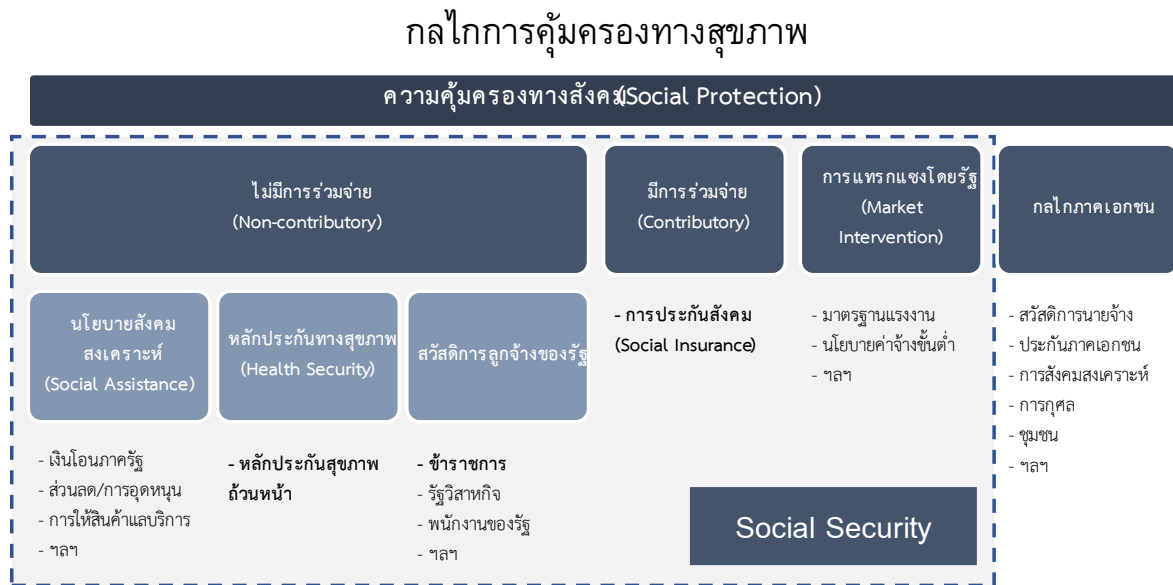 กลไกการคุ้มครองทางสุขภาพ
ความคุ้มครองทางสังคม(Social Protection)
ไม่มีการร่วมจ่าย
(Non-contributory)
มีการร่วมจ่าย
(Contributory)
การแทรกแซงโดยรัฐ
(Market
Intervention)
กลไกภาคเอกชน
นโยบายสังคม
สงเคราะห์
(Social Assistance)
หลักประกันทางสุขภาพ
(Health Security)
สวัสดิการลูกจ้างของรัฐ
- การประกันสังคม
(Social Insurance)
- มาตรฐานแรงงาน
- นโยบายค่าจ้างขั้นต่ำ
- ฯลฯ
- สวัสดิการนายจ้าง
- ประกันภาคเอกชน
- การสังคมสงเคราะห์
- การกุศล
- ชุมชน
- ฯลฯ
- เงินโอนภาครัฐ
- ส่วนลด/การอุดหนุน
- การให้สินค้าแลบริการ
- ฯลฯ
- หลักประกันสุขภาพ
ถ้วนหน้า
- ข้าราชการ
- รัฐวิสาหกิจ
- พนักงานของรัฐ
- ฯลฯ
Social Security